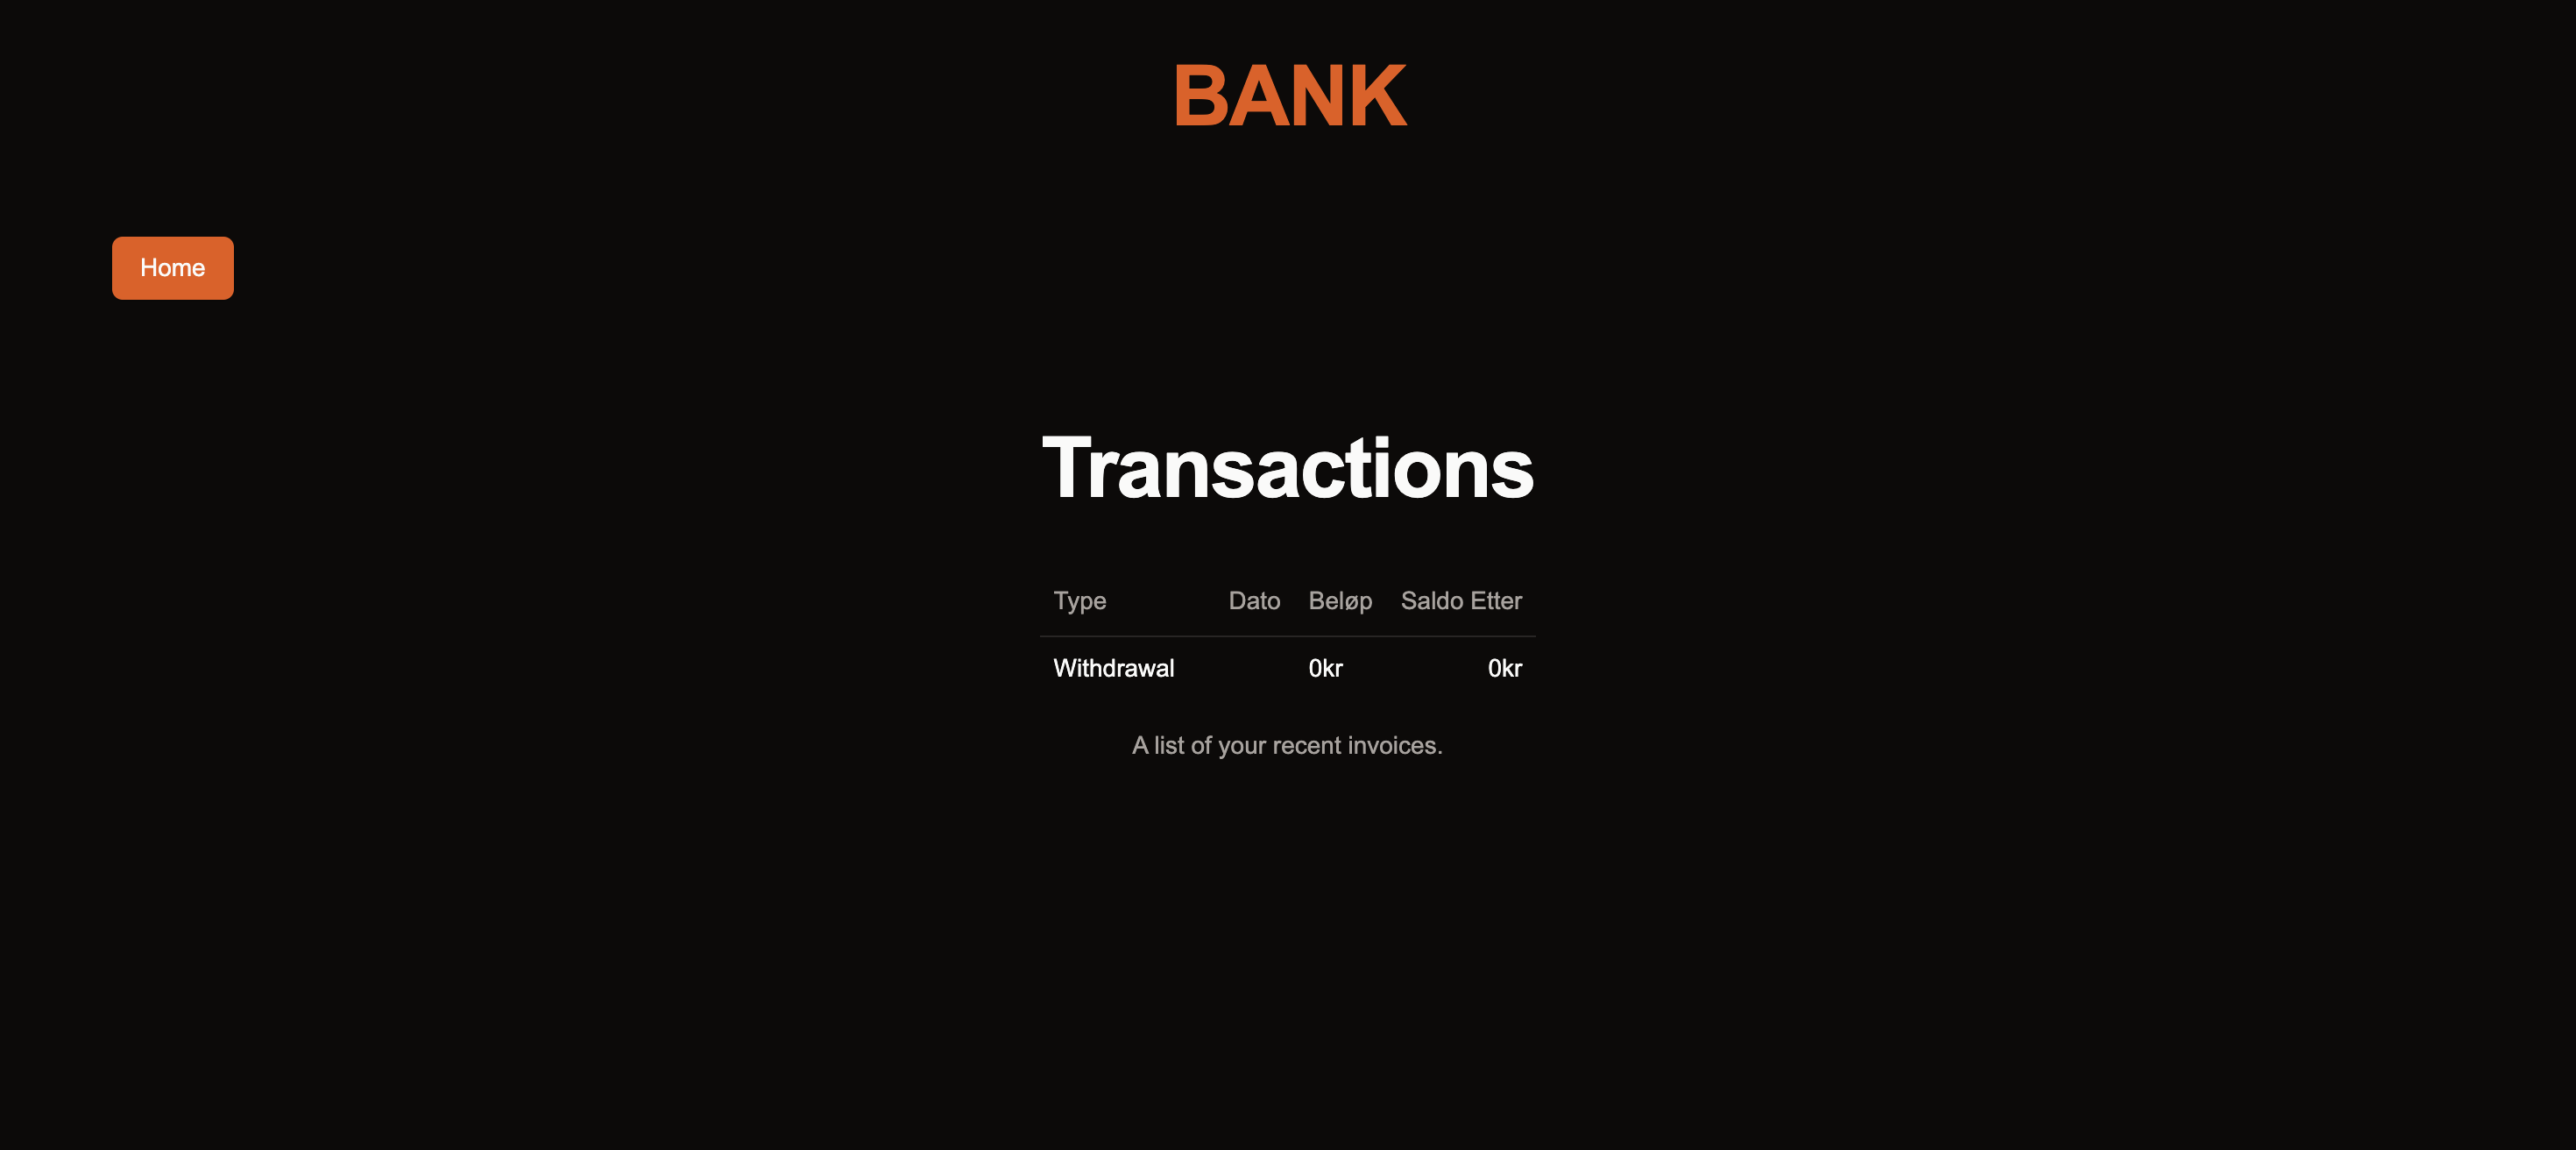 BANK
Home
Transactions
Type Dato Beløp Saldo Etter
Withdrawal 0kr 0kr
A list of your recent invoices.